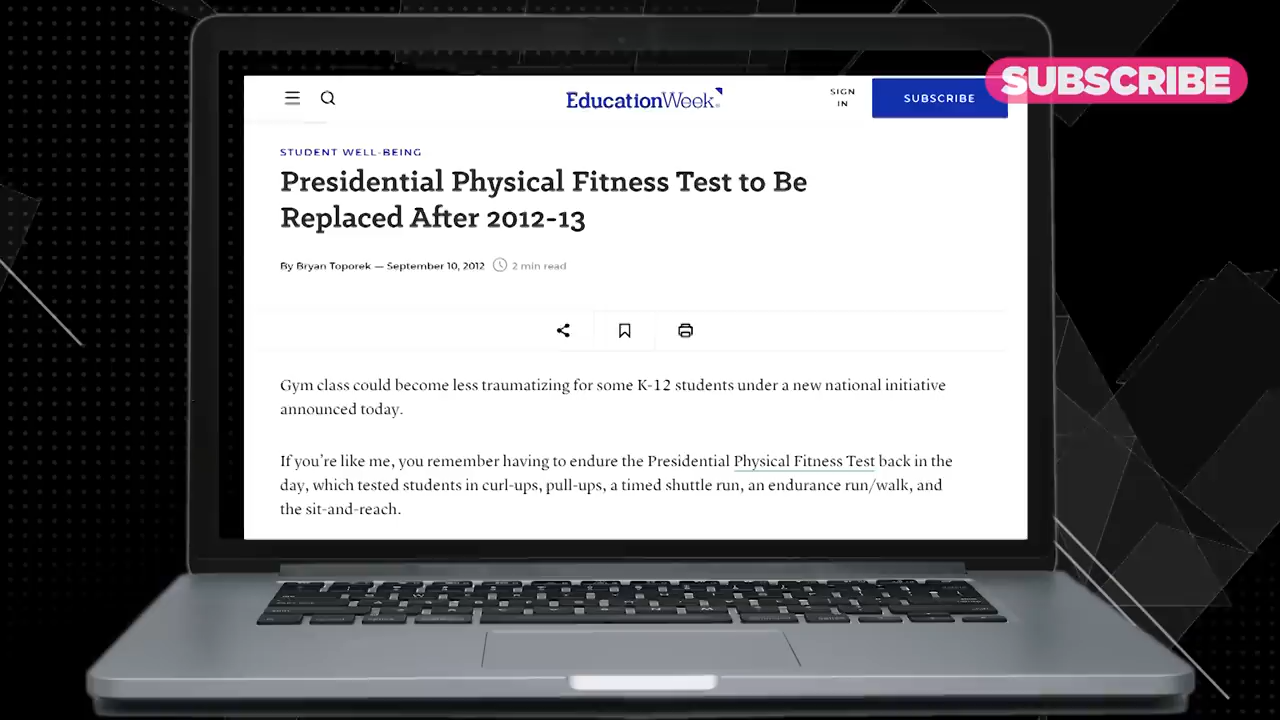 SUBSCRIBE
EducationWeek
SIGN
IN
SUBSCRIBE
STUDENT WELL-BEING
Presidential Physical Fitness Test to Be
Replaced After 2012-13
By Bryan Toporek — September 10, 2012 2 min read
Gym class could become less traumatizing for some K-12 students under a new national initiative
announced today.
If you're like me, you remember having to endure the Presidential Physical Fitness Test back in the
day, which tested students in curl-ups, pull-ups, a timed shuttle run, an endurance run/walk, and
the sit-and-reach.